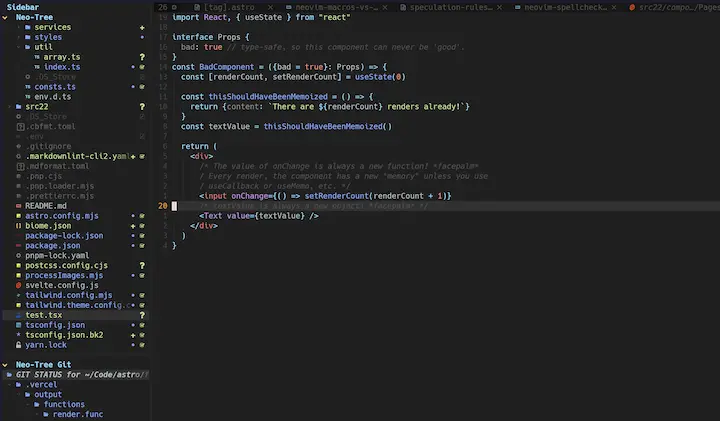 Sidebar
Neo-Tree
services
styles
util
array.ts
index.ts
.DS_Store
consts.ts
env.d.ts
src22
.DS_Store
.cbfmt.toml
.env
.gitignore
.markdownlint-cli2.yaml
.mdformat.toml
.pnp.cjs
.pnp.loader.mjs
.prettierrc.mjs
README.md
astro.config.mjs
biome.json
package-lock.json
package.json
pnpm-lock.yaml
postcss.config.cjs
processImages.mjs
svelte.config.js
tailwind.config.mjs
tailwind.theme.config.c
test.tsx
tsconfig.json
tsconfig.json.bk2
yarn.lock
Neo-Tree Git
GIT STATUS for ~/Code/astro/
.vercel
output
functions
render.func
26 [tag].astro × neovim-macros-vs- × speculation-rules × neovim-spellcheck × src22/compo…/Pages
19 import React, { useState } from "react"
18
17 interface Props {
16 bad: true // type-safe, so this component can never be 'good'.
15 }
14 const BadComponent = ({bad = true}: Props) => {
13 const [renderCount, setRenderCount] = useState(0)
12
11 const thisShouldHaveBeenMemoized = () => {
10 return {content: `There are ${renderCount} renders already!`}
9 }
8 const textValue = thisShouldHaveBeenMemoized()
7
6 return (
5 <div>
4 /* The value of onChange is always a new function! *facepalm*
3 / Every render, the component has a new "memory" unless you use
2 / useCallback or useMemo, etc. */
1 <input onChange={() => setRenderCount(renderCount + 1)}
20 /* textValue is always a new object! *facepalm* */
1 <Text value={textValue} />
2 </div>
3 )
4 }